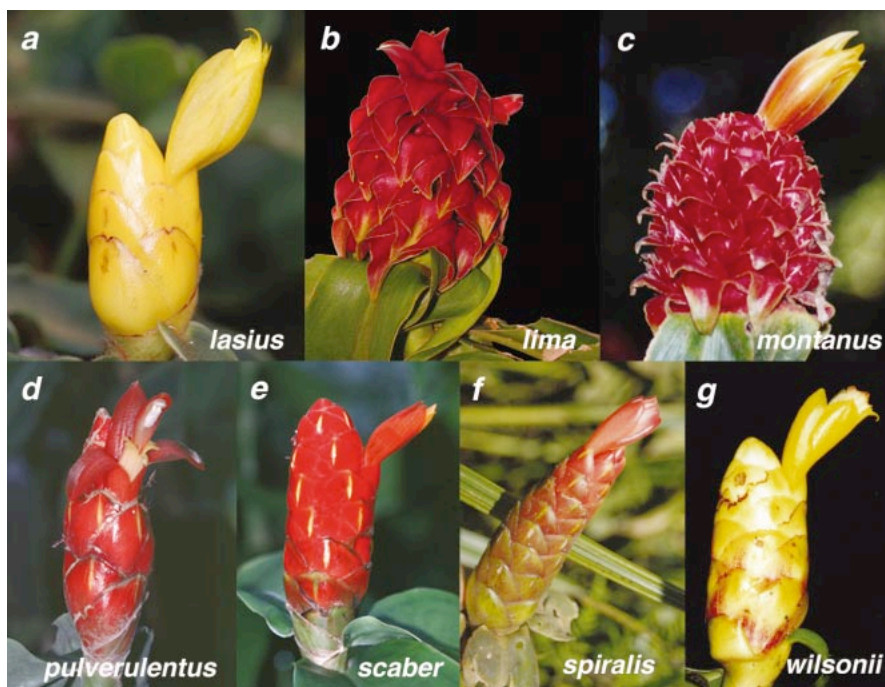 a
lasius
b
lima
c
montanus
d
pulverulentus
e
scaber
f
spiralis
g
wilsonii